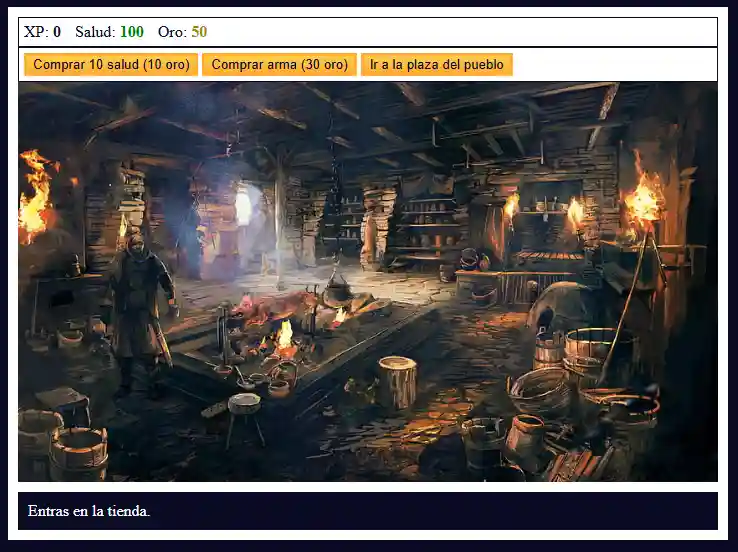 XP: 0 Salud: 100 Oro: 50
Comprar 10 salud (10 oro) Comprar arma (30 oro) Ir a la plaza del pueblo
Entras en la tienda.